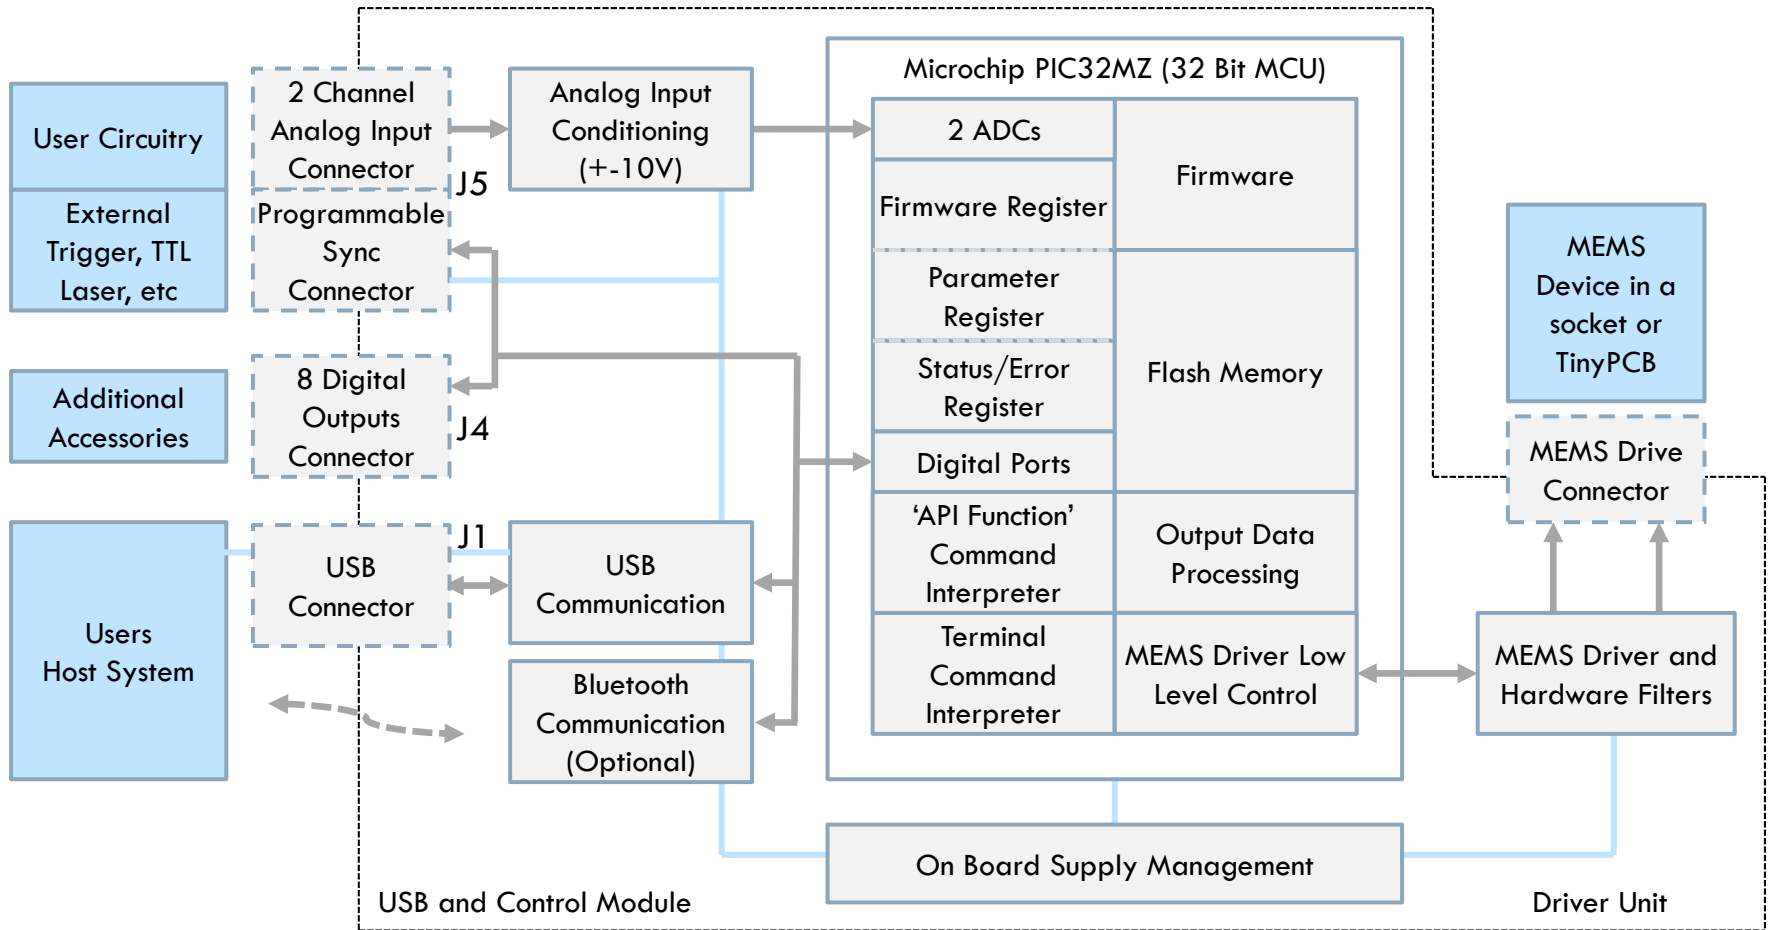 Microchip PIC32MZ (32 Bit MCU)
User Circuitry
External
Trigger, TTL
Laser, etc
Additional
Accessories
Users
Host System
2 Channel
Analog Input
Connector
J5
Programmable
Sync
Connector
8 Digital
Outputs
Connector
J4
USB
Connector
J1
Analog Input
Conditioning
(+-10V)
USB
Communication
Bluetooth
Communication
(Optional)
2 ADCs
Firmware Register
Parameter
Register
Status/Error
Register
Digital Ports
‘API Function’
Command
Interpreter
Terminal
Command
Interpreter
Firmware
Flash Memory
Output Data
Processing
MEMS Driver Low
Level Control
MEMS
Device in a
socket or
TinyPCB
MEMS Drive
Connector
MEMS Driver and
Hardware Filters
On Board Supply Management
USB and Control Module
Driver Unit